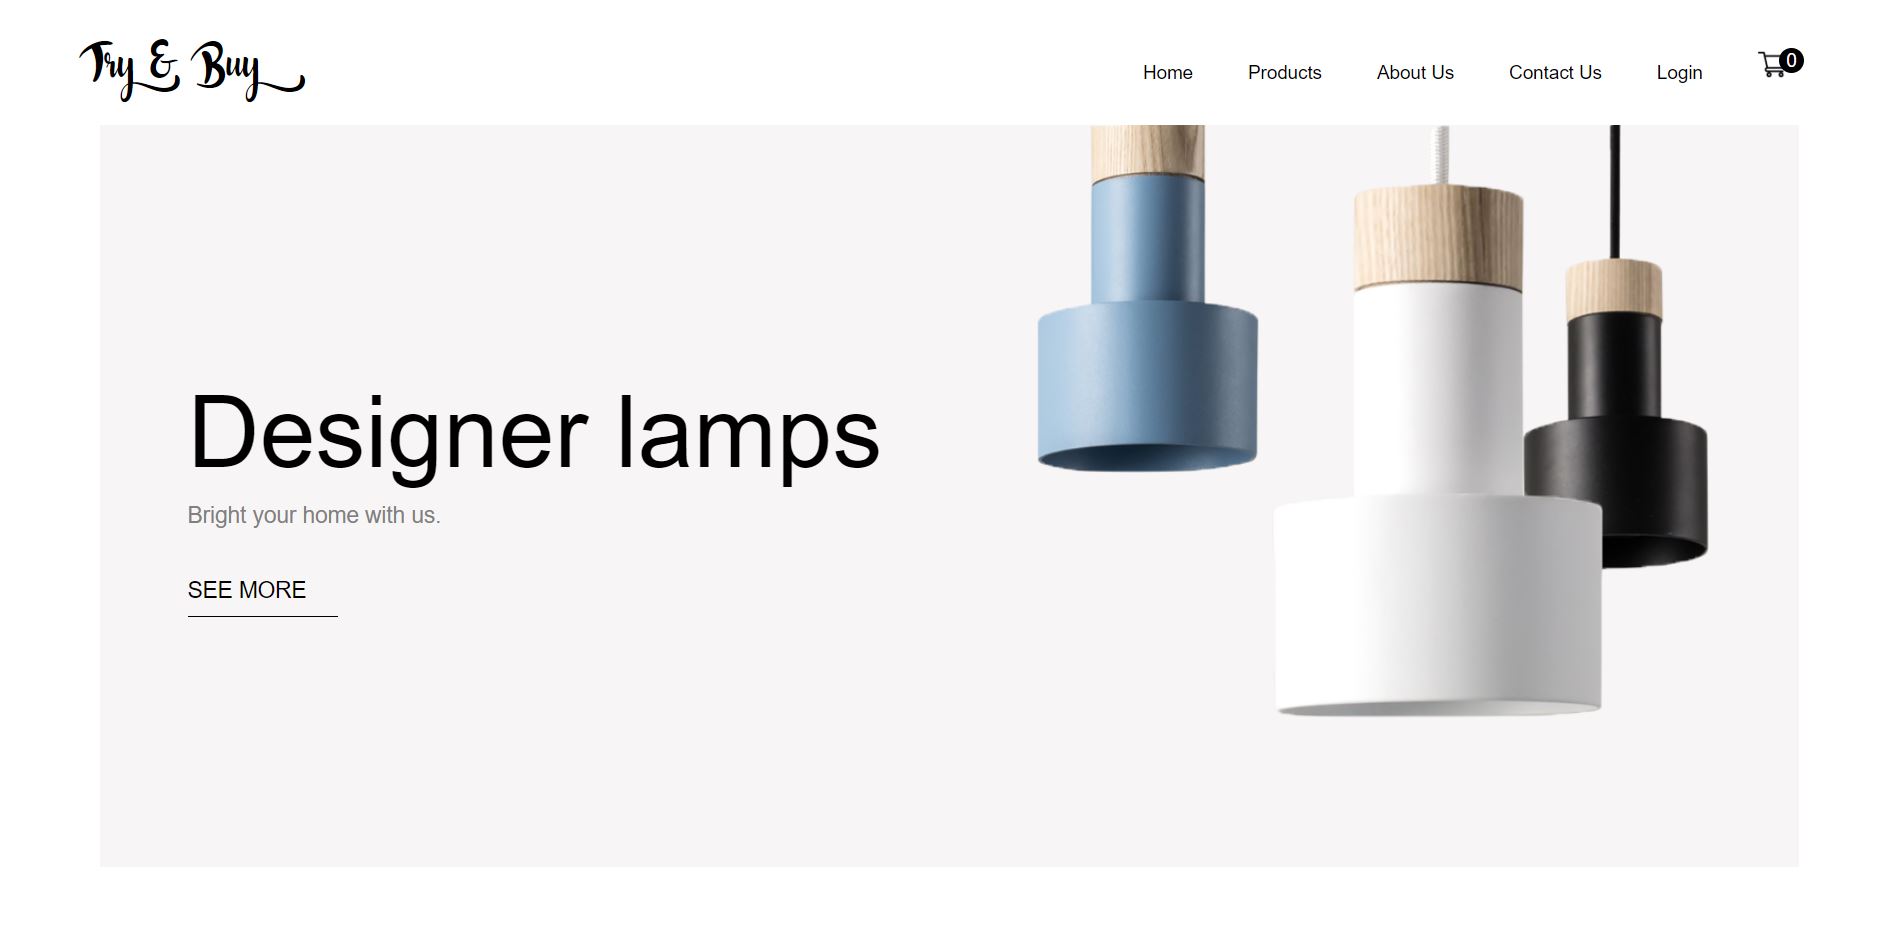 Try & Buy
Home Products About Us Contact Us Login 0
Designer lamps
Bright your home with us.
SEE MORE